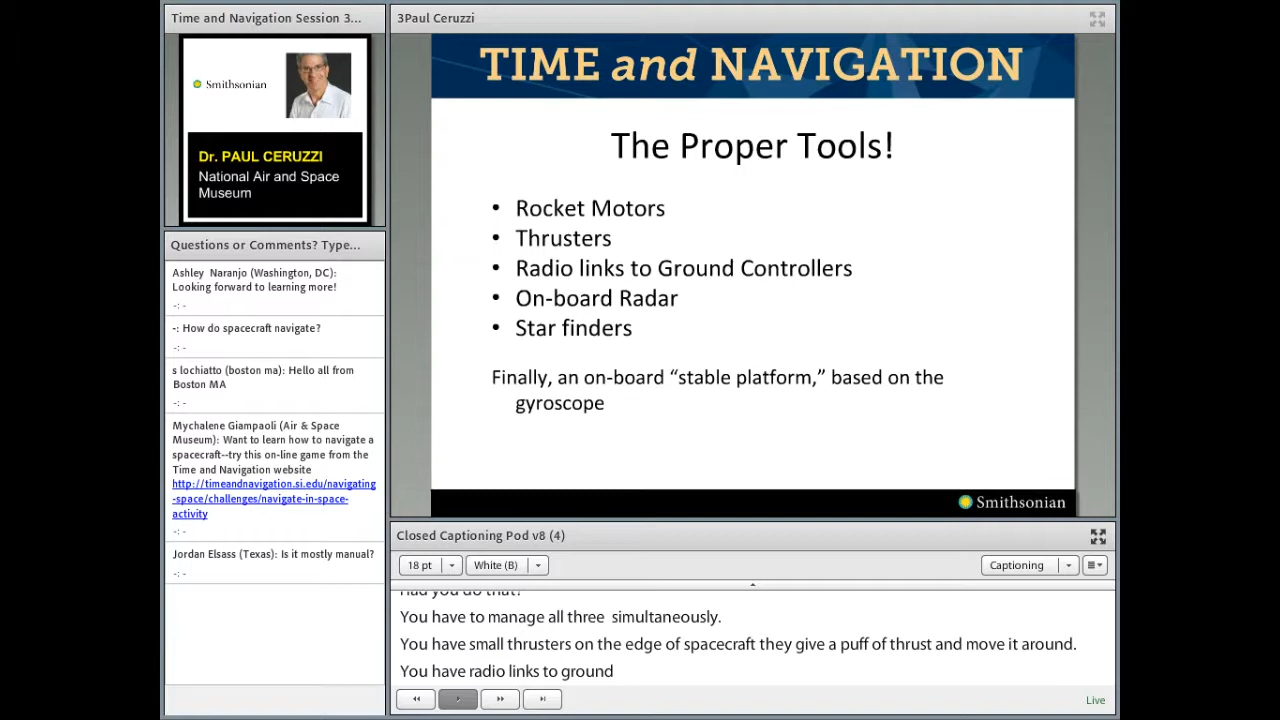 Time and Navigation Session 3...
Smithsonian
Dr. PAUL CERUZZI
National Air and Space
Museum
Questions or Comments? Type...
Ashley Naranjo (Washington, DC):
Looking forward to learning more!
-: -
-: How do spacecraft navigate?
-: -
s lochiatto (boston ma): Hello all from
Boston MA
-: -
Mychalene Giampaoli (Air & Space
Museum): Want to learn how to navigate a
spacecraft--try this on-line game from the
Time and Navigation website
http://timeandnavigation.si.edu/navigating
-space/challenges/navigate-in-space-
activity
-: -
Jordan Elsass (Texas): Is it mostly manual?
-: -
3Paul Ceruzzi
TIME and NAVIGATION
The Proper Tools!
• Rocket Motors
• Thrusters
• Radio links to Ground Controllers
• On-board Radar
• Star finders
Finally, an on-board “stable platform,” based on the
gyroscope
Smithsonian
Closed Captioning Pod v8 (4)
18 pt White (B) Captioning
Had you do that?
You have to manage all three simultaneously.
You have small thrusters on the edge of spacecraft they give a puff of thrust and move it around.
You have radio links to ground
Live